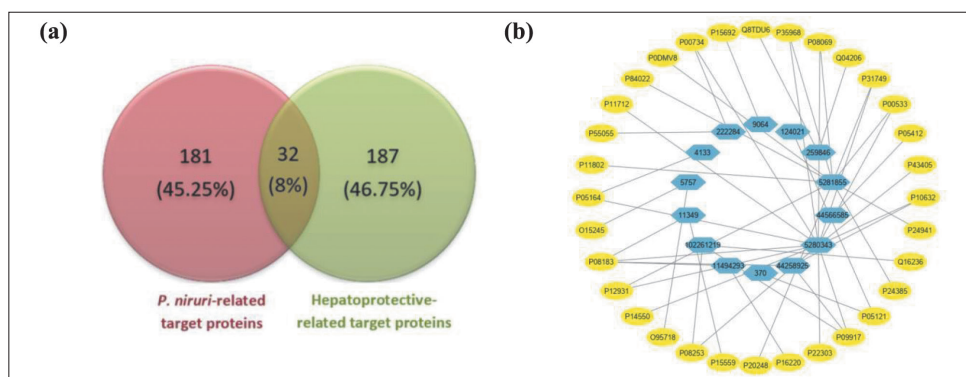 (a)
(b)
181
(45.25%)
32
(8%)
187
(46.75%)
P. niruri-related
target proteins
Hepatoprotective-
related target proteins
Q8TDU6
P15692
P35968
P00734
P08069
P0DMV8
Q04206
P84022
P31749
P11712
P00533
P55055
P05412
P11802
P43405
P05164
P10632
O15245
P24941
P08183
Q16236
P12931
P24385
P14550
P05121
O95718
P09917
P08253
P22303
P15559
P16220
P20248
9064
222284
124021
4133
259846
5757
5281855
11349
44566585
102261219
5280343
11494293
44258925
370